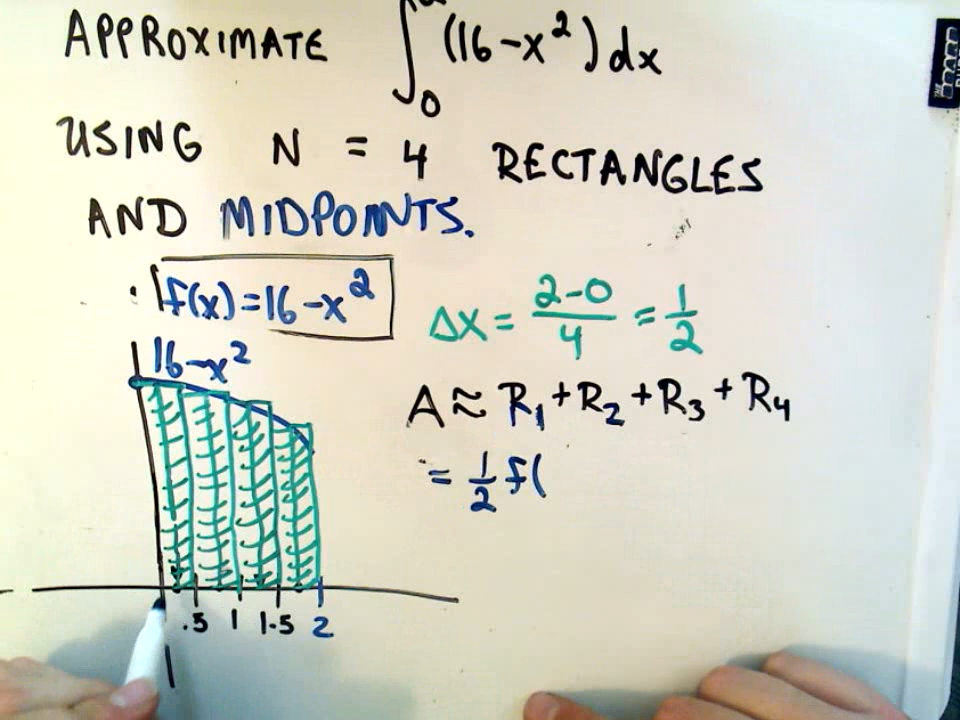 APPROXIMATE ∫₀ (16-x²) dx
USING N = 4 RECTANGLES
AND MIDPOINTS.
f(x)=16-x²
Δx = (2-0)/4 = 1/2
16-x²
A ≈ R₁ + R₂ + R₃ + R₄
= 1/2 f(
.5 1 1.5 2